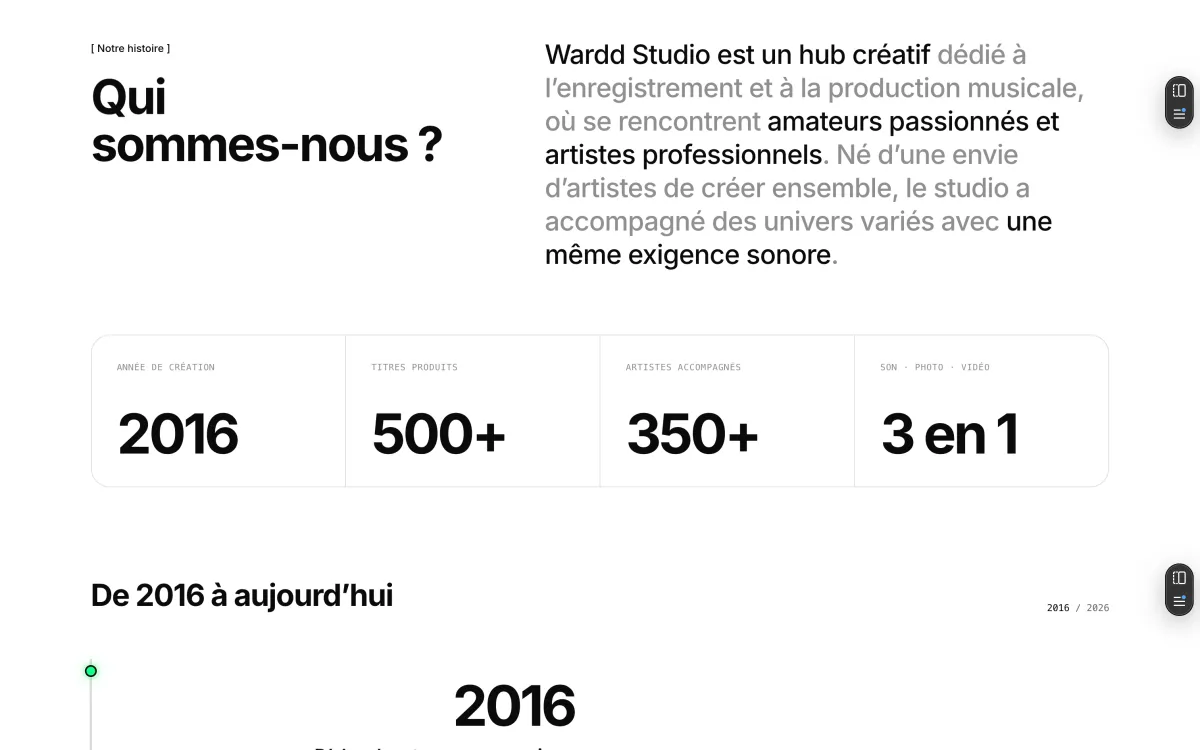 [ Notre histoire ]
Qui
sommes-nous ?
Wardd Studio est un hub créatif dédié à
l’enregistrement et à la production musicale,
où se rencontrent amateurs passionnés et
artistes professionnels. Né d’une envie
d’artistes de créer ensemble, le studio a
accompagné des univers variés avec une
même exigence sonore.
ANNÉE DE CRÉATION
2016
TITRES PRODUITS
500+
ARTISTES ACCOMPAGNÉS
350+
SON · PHOTO · VIDÉO
3 en 1
De 2016 à aujourd’hui
2016 / 2026
2016